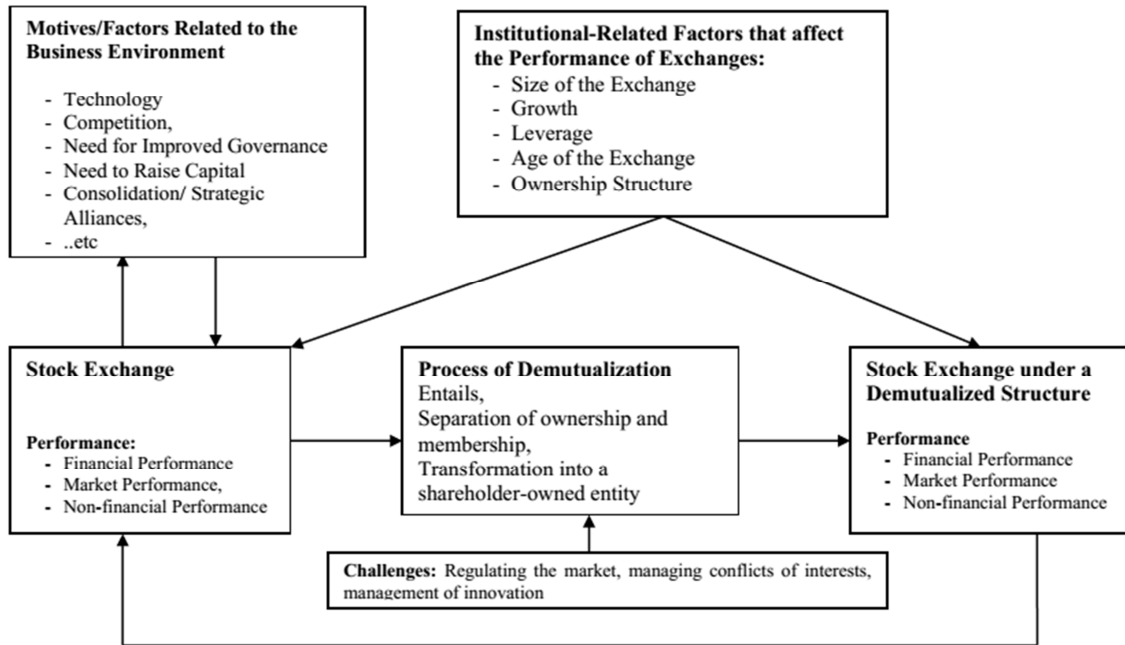 Motives/Factors Related to the
Business Environment
- Technology
- Competition,
- Need for Improved Governance
- Need to Raise Capital
- Consolidation/ Strategic
Alliances,
- ..etc
Institutional-Related Factors that affect
the Performance of Exchanges:
- Size of the Exchange
- Growth
- Leverage
- Age of the Exchange
- Ownership Structure
Stock Exchange
Performance:
- Financial Performance
- Market Performance,
- Non-financial Performance
Process of Demutualization
Entails,
Separation of ownership and
membership,
Transformation into a
shareholder-owned entity
Stock Exchange under a
Demutualized Structure
Performance
- Financial Performance
- Market Performance
- Non-financial Performance
Challenges: Regulating the market, managing conflicts of interests,
management of innovation